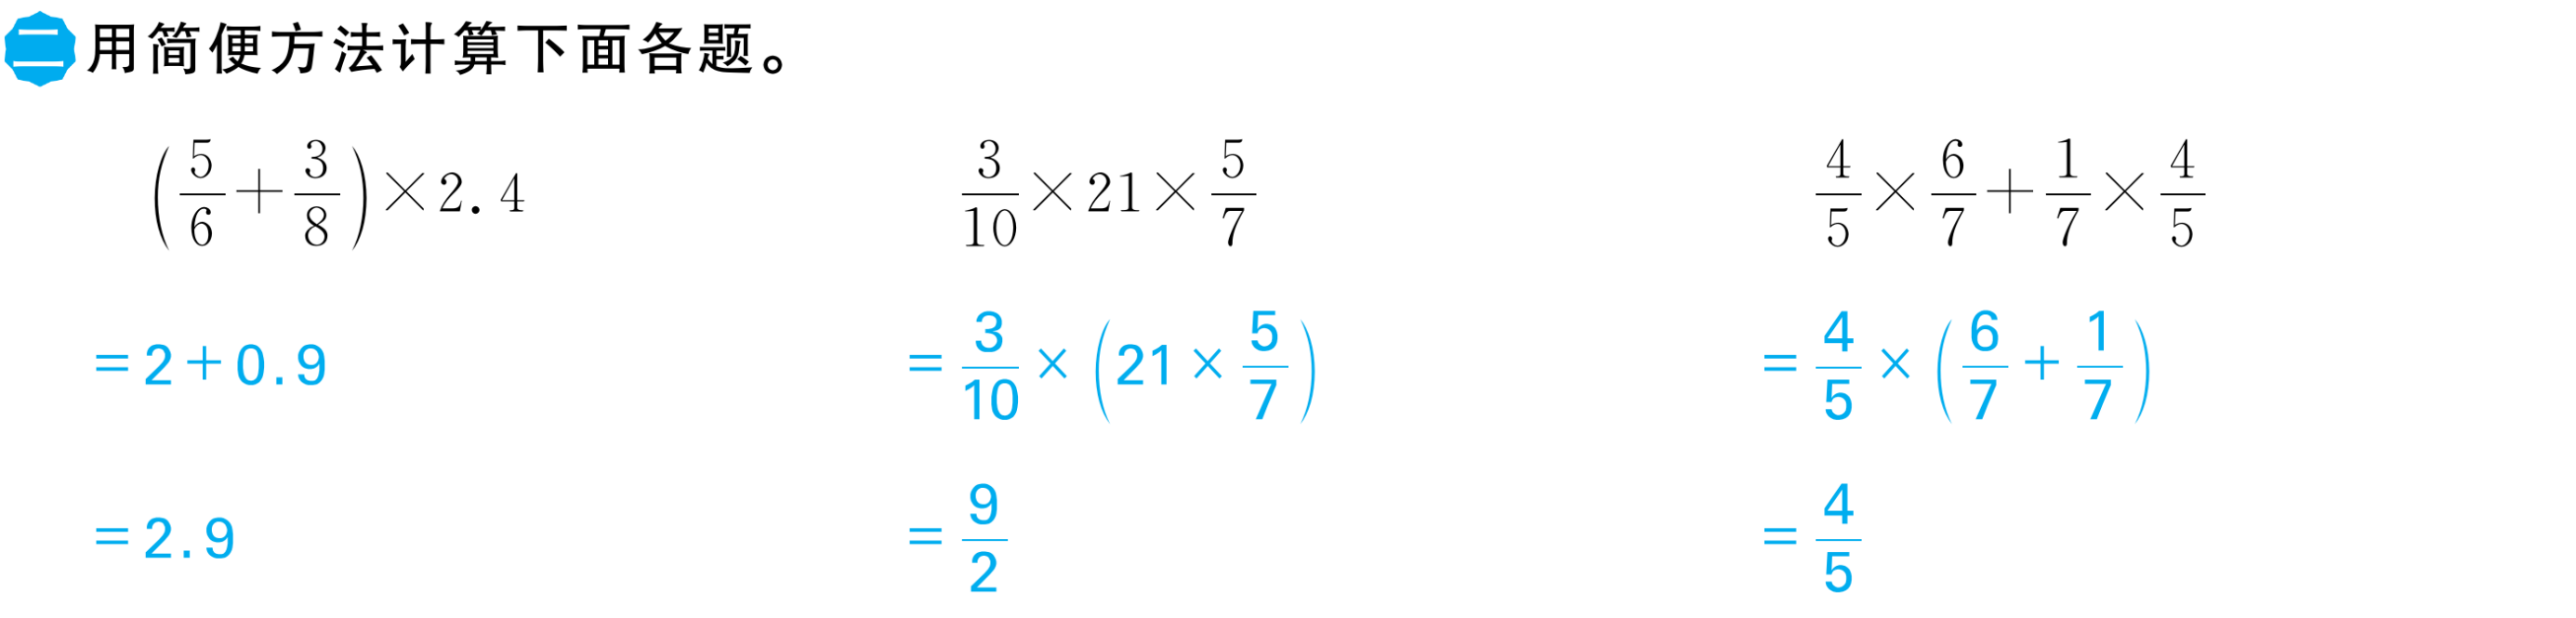 二 用简便方法计算下面各题。
(5/6+3/8)×2.4 3/10×21×5/7 4/5×6/7+1/7×4/5
=2+0.9 =3/10×(21×5/7) =4/5×(6/7+1/7)
=2.9 =9/2 =4/5